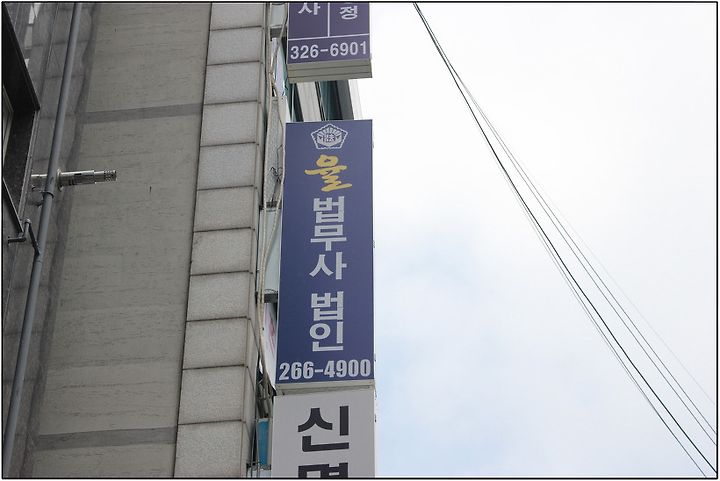 사 정
326-6901
율
법무사 법인
266-4900
신